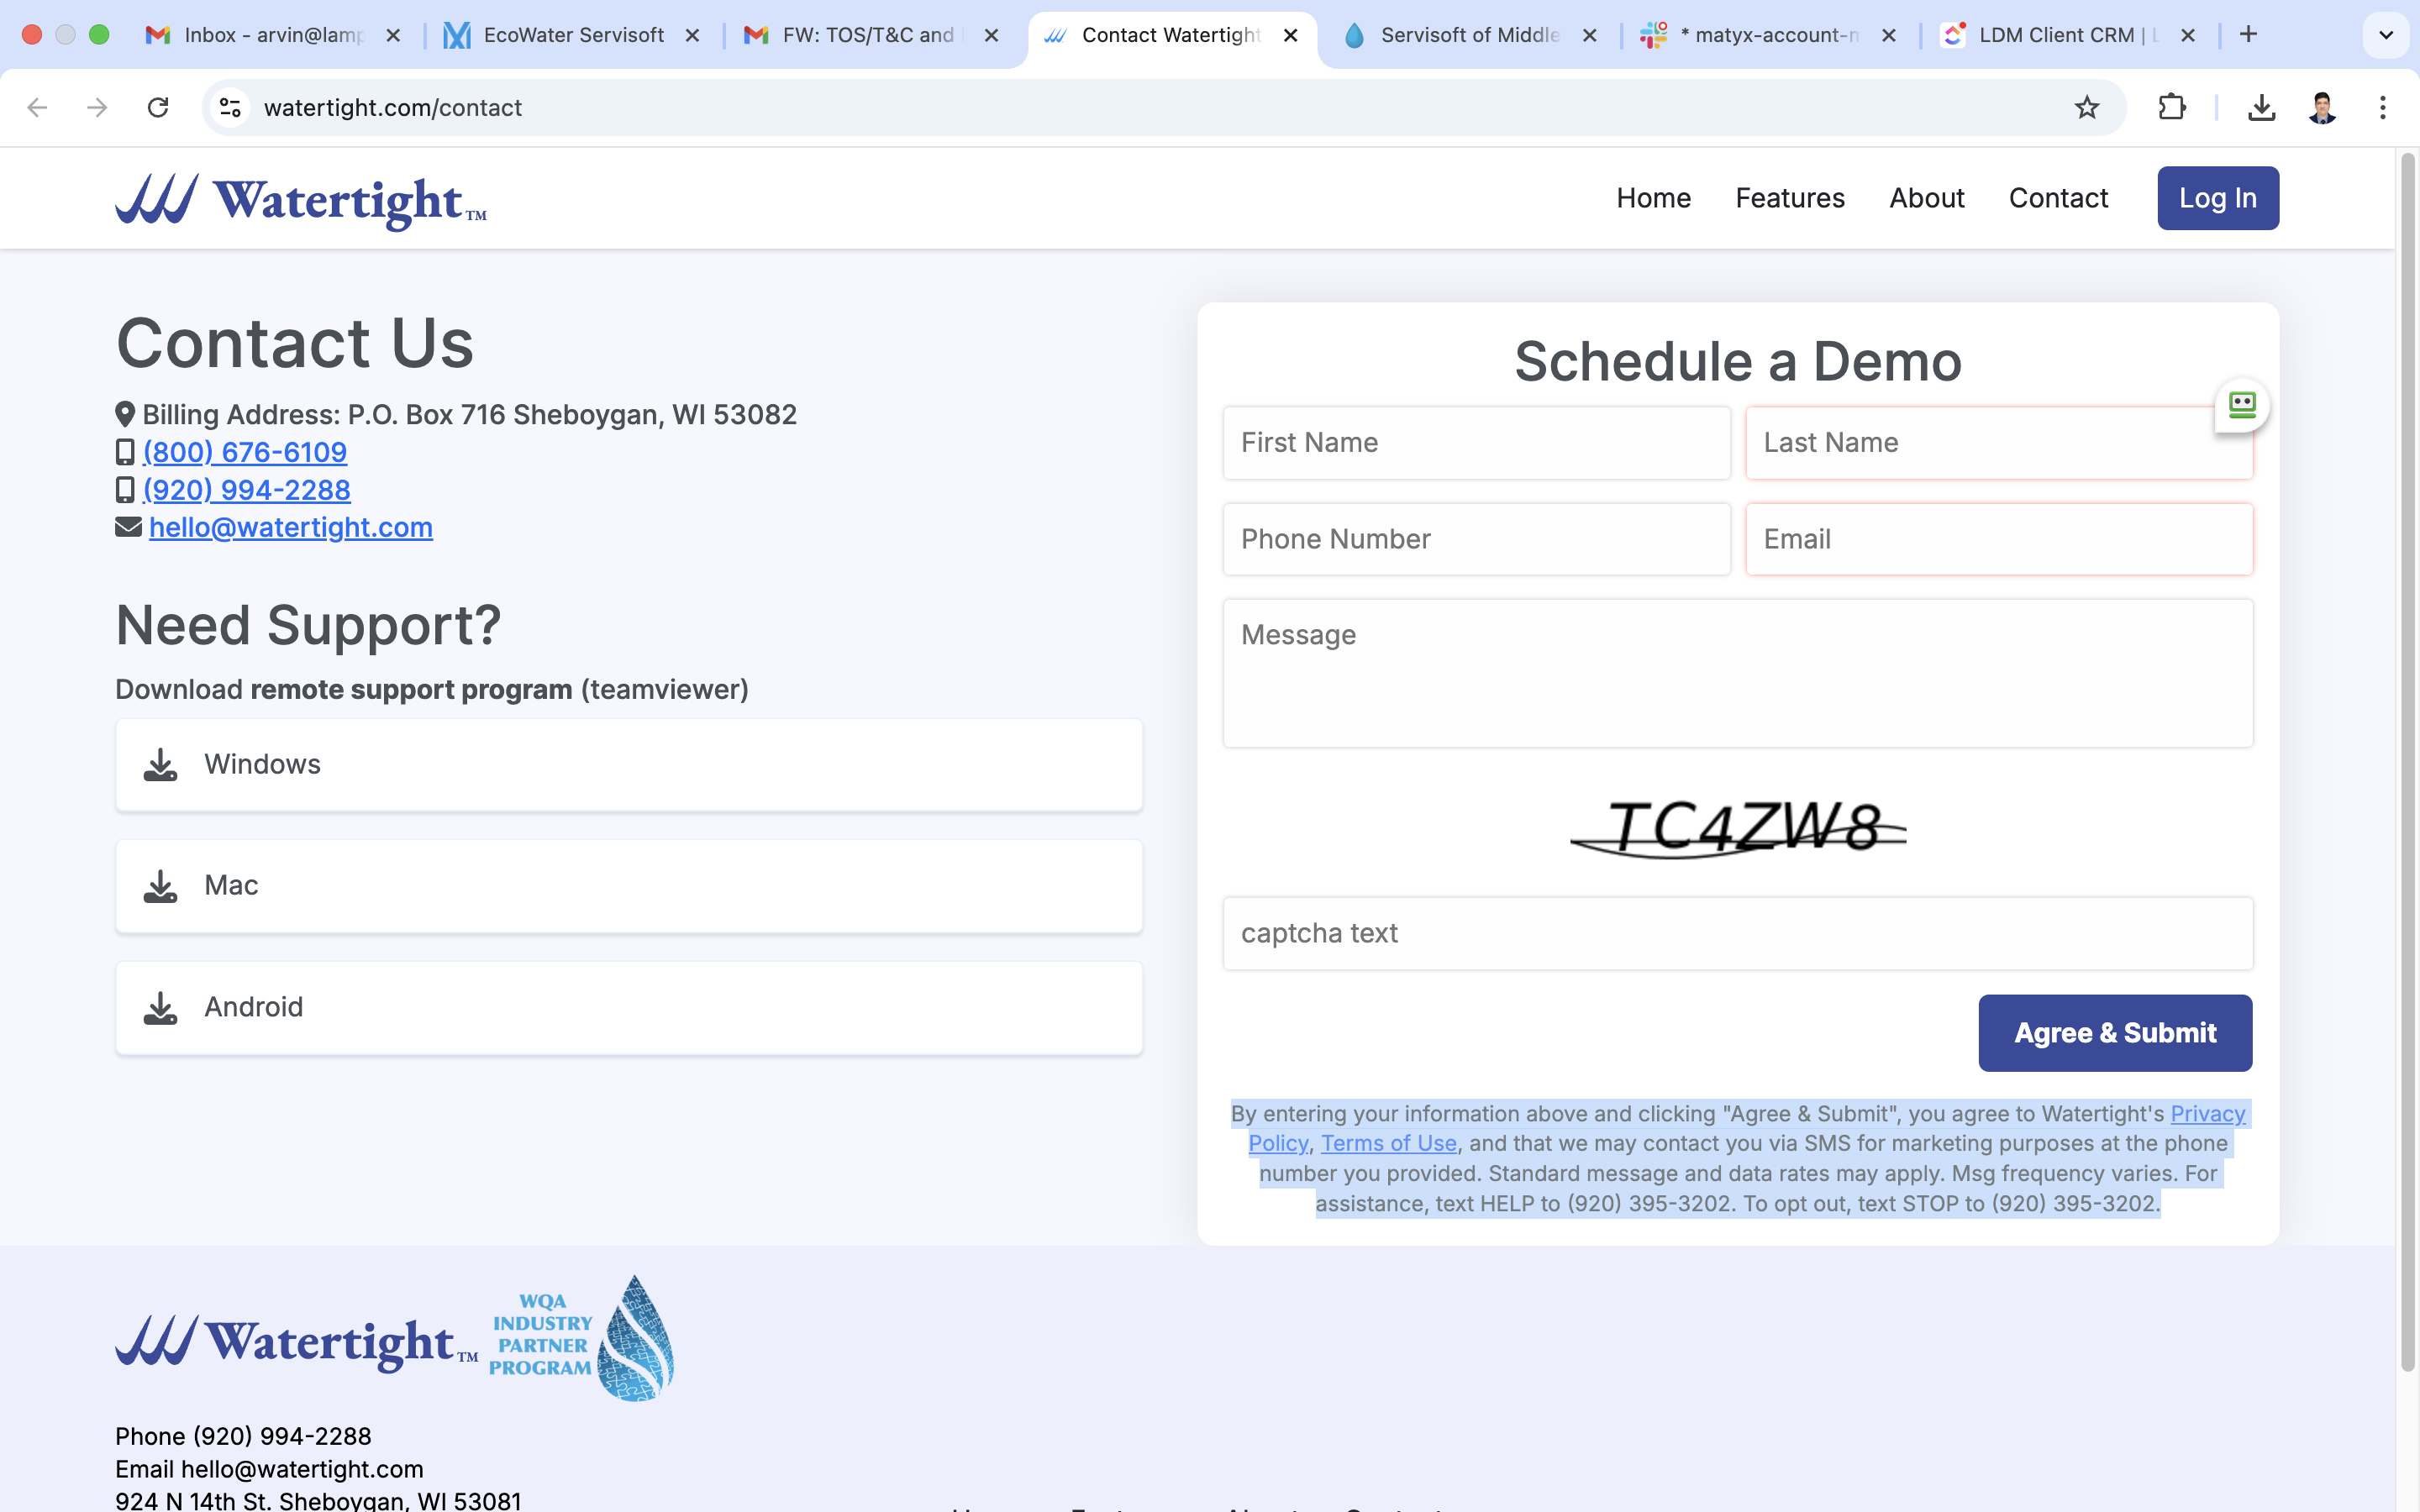 Inbox - arvin@lamp
EcoWater Servisoft
FW: TOS/T&C and
Contact Watertight
Servisoft of Middle
* matyx-account-m
LDM Client CRM |
watertight.com/contact
Watertight™
Home
Features
About
Contact
Log In
Contact Us
Billing Address: P.O. Box 716 Sheboygan, WI 53082
(800) 676-6109
(920) 994-2288
hello@watertight.com
Need Support?
Download remote support program (teamviewer)
Windows
Mac
Android
Schedule a Demo
First Name
Last Name
Phone Number
Email
Message
TC4ZW8
captcha text
Agree & Submit
By entering your information above and clicking "Agree & Submit", you agree to Watertight's Privacy
Policy, Terms of Use, and that we may contact you via SMS for marketing purposes at the phone
number you provided. Standard message and data rates may apply. Msg frequency varies. For
assistance, text HELP to (920) 395-3202. To opt out, text STOP to (920) 395-3202.
Watertight™
WQA
INDUSTRY
PARTNER
PROGRAM
Phone (920) 994-2288
Email hello@watertight.com
924 N 14th St. Sheboygan, WI 53081